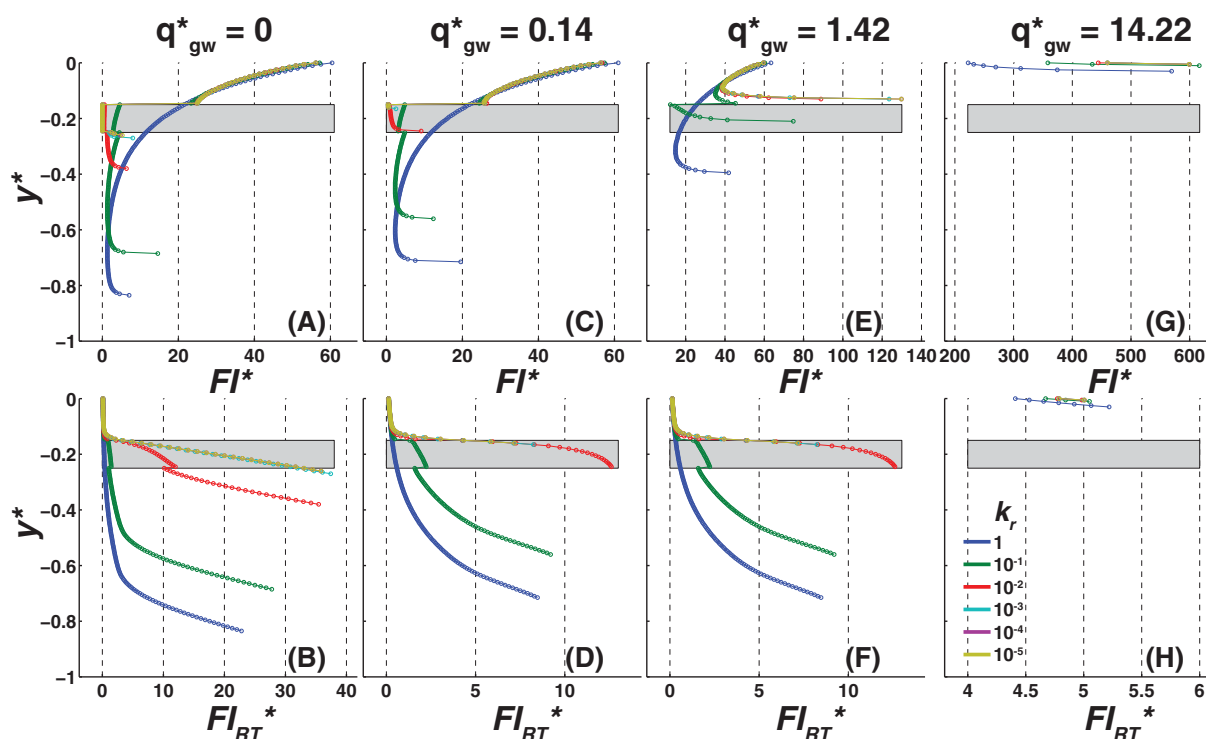 q*gw = 0 q*gw = 0.14 q*gw = 1.42 q*gw = 14.22
0
−0.2
−0.4
−0.6
−0.8
−1
y*
(A) (C) (E) (G)
0 20 40 60 0 20 40 60 20 40 60 80 100 120 140 200 300 400 500 600
FI* FI* FI* FI*
0
−0.2
−0.4
−0.6
−0.8
−1
y*
kr
1
10-1
10-2
10-3
10-4
10-5
(B) (D) (F) (H)
0 10 20 30 40 0 5 10 0 5 10 4 4.5 5 5.5 6
FIRT* FIRT* FIRT* FIRT*